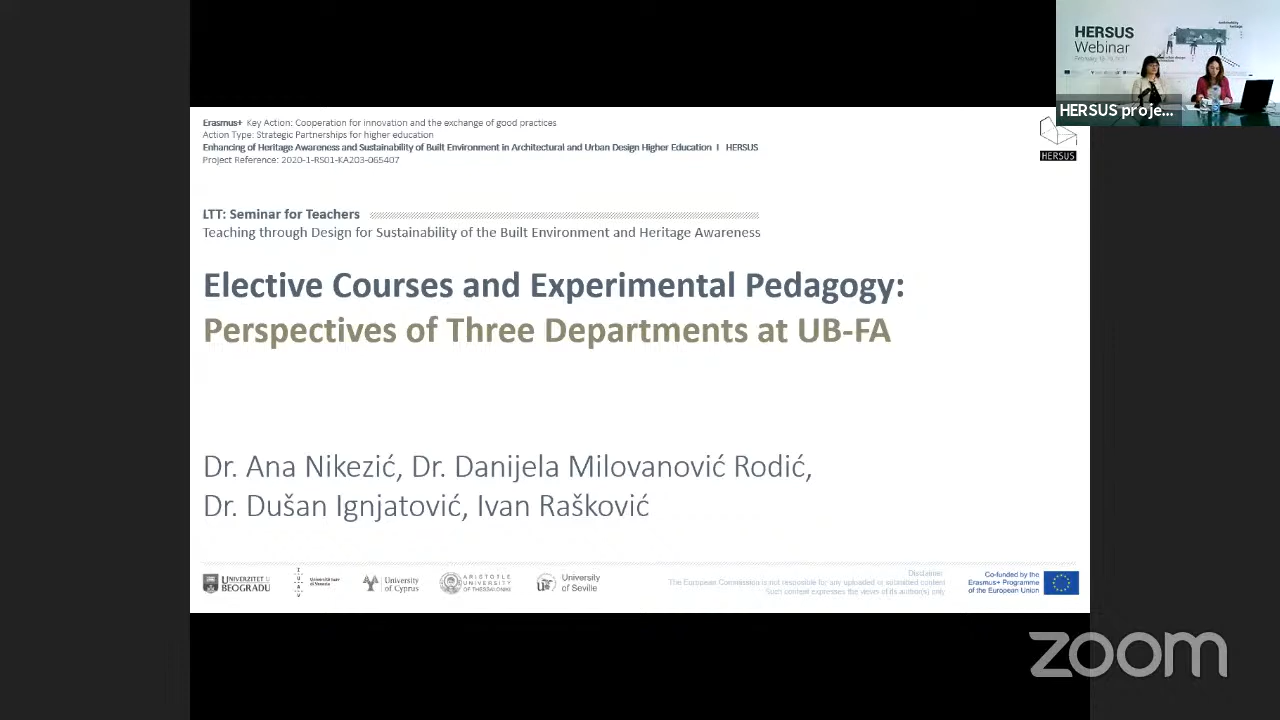 Erasmus+ Key Action: Cooperation for innovation and the exchange of good practices
Action Type: Strategic Partnerships for higher education
Enhancing of Heritage Awareness and Sustainability of Built Environment in Architectural and Urban Design Higher Education I HERSUS
Project Reference: 2020-1-RS01-KA203-065407
HERSUS
Webinar
HERSUS proje...
HERSUS
LTT: Seminar for Teachers
Teaching through Design for Sustainability of the Built Environment and Heritage Awareness
Elective Courses and Experimental Pedagogy:
Perspectives of Three Departments at UB-FA
Dr. Ana Nikezić, Dr. Danijela Milovanović Rodić,
Dr. Dušan Ignjatović, Ivan Rašković
UNIVERZITET U
BEOGRADU
University
of Cyprus
ARISTOTLE
UNIVERSITY
OF THESSALONIKI
University
of Seville
Disclaimer
The European Commission is not responsible for any uploaded or submitted content
Such content expresses the views of its author(s) only
Co-funded by the
Erasmus+ Programme
of the European Union
zoom